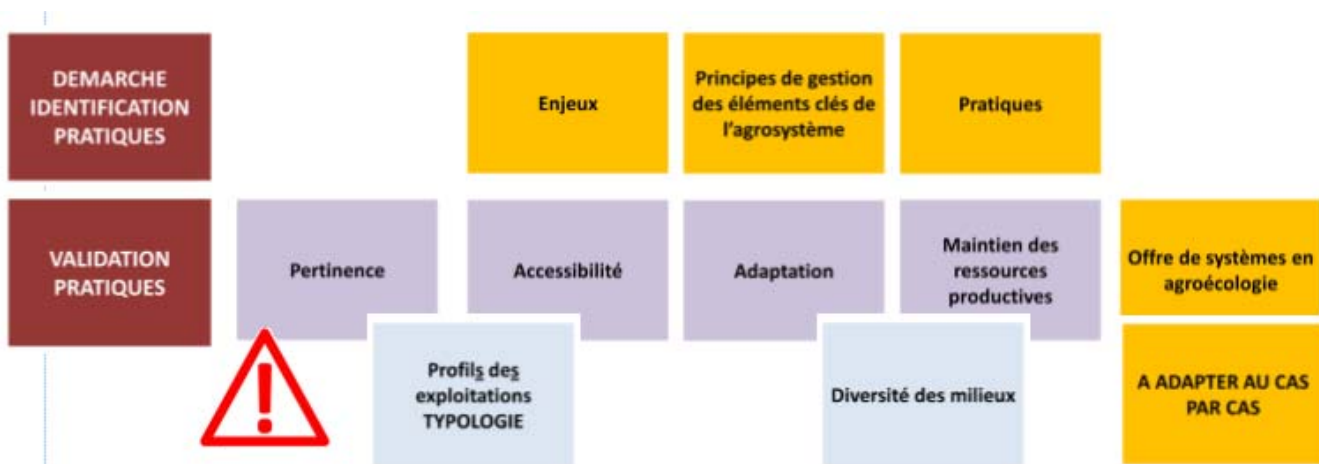 DEMARCHE
IDENTIFICATION
PRATIQUES
Enjeux
Principes de gestion
des éléments clés de
l'agrosystème
Pratiques
VALIDATION
PRATIQUES
Pertinence
Accessibilité
Adaptation
Maintien des
ressources
productives
Offre de systèmes en
agroécologie
Profils des
exploitations
TYPOLOGIE
Diversité des milieux
A ADAPTER AU CAS
PAR CAS